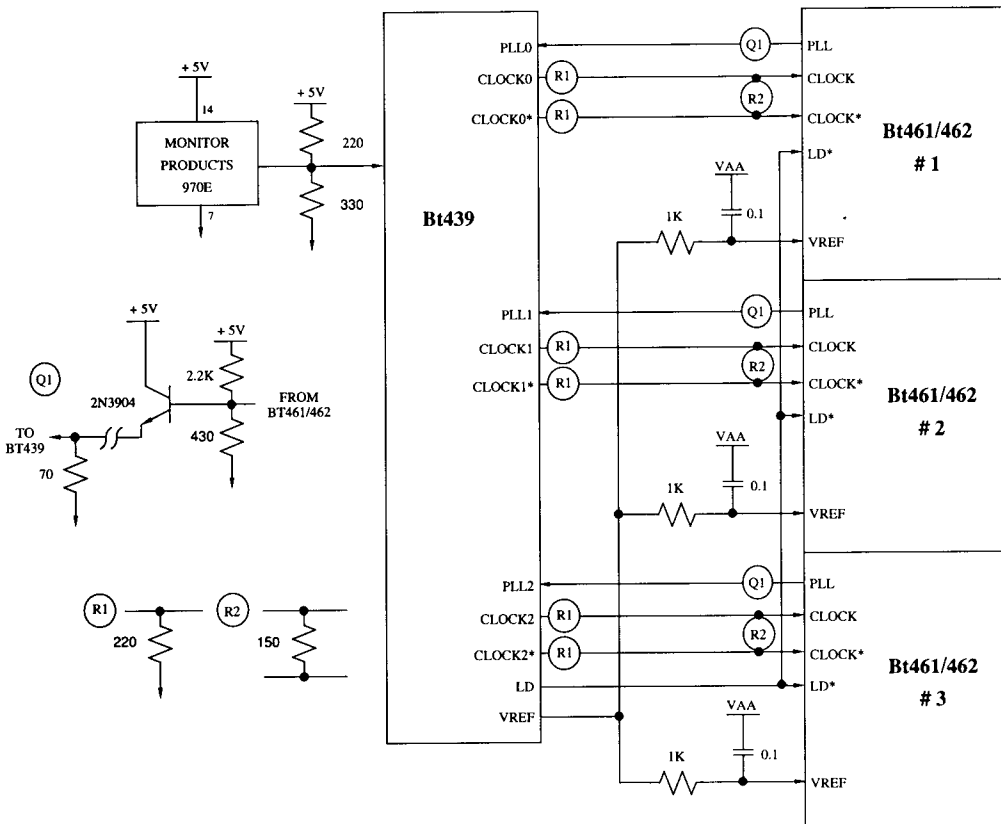 + 5V
14
MONITOR
PRODUCTS
970E
7
+ 5V
220
330
Q1
+ 5V
2N3904
+ 5V
2.2K
FROM
BT461/462
430
TO
BT439
70
R1
220
R2
150
Bt439
PLL0
CLOCK0
CLOCK0*
PLL1
CLOCK1
CLOCK1*
PLL2
CLOCK2
CLOCK2*
LD
VREF
Q1
R1
R2
R1
VAA
0.1
1K
PLL
CLOCK
CLOCK*
LD*
VREF
Bt461/462
# 1
Q1
R1
R2
R1
VAA
0.1
1K
PLL
CLOCK
CLOCK*
LD*
VREF
Bt461/462
# 2
Q1
R1
R2
R1
VAA
0.1
1K
PLL
CLOCK
CLOCK*
LD*
VREF
Bt461/462
# 3